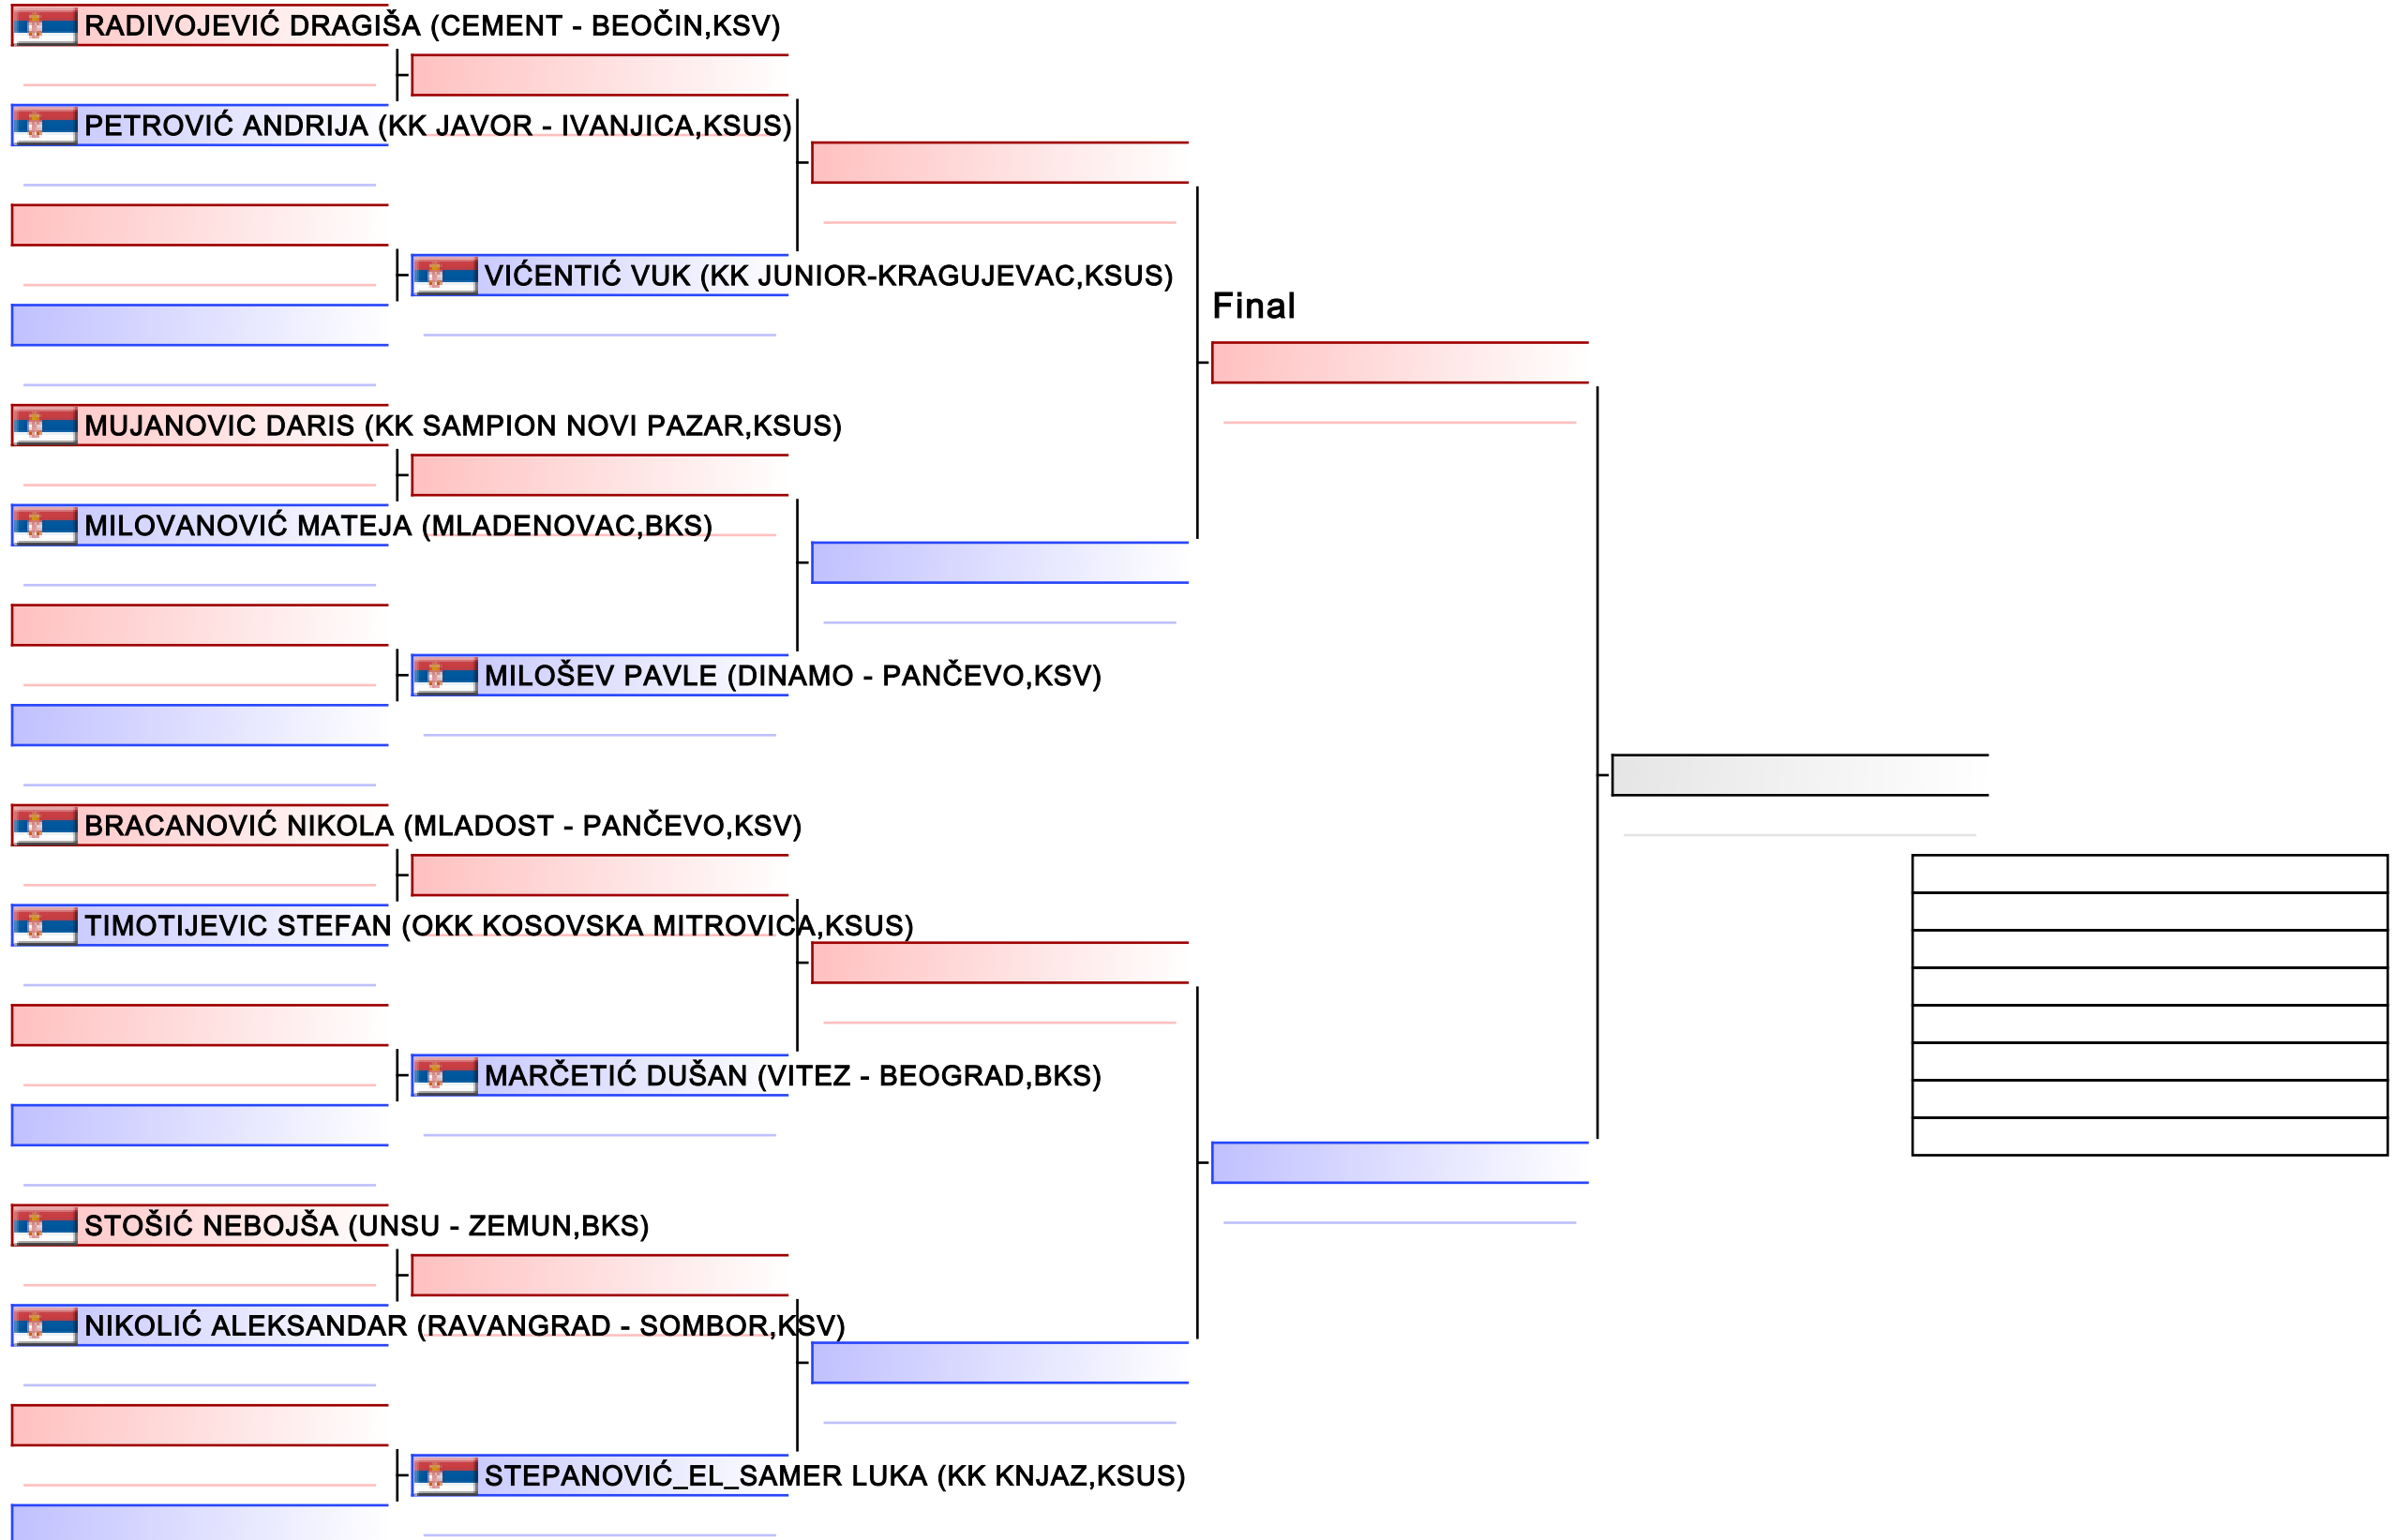 RADIVOJEVIĆ DRAGIŠA (CEMENT - BEOČIN,KSV)
PETROVIĆ ANDRIJA (KK JAVOR - IVANJICA,KSUS)
VIĆENTIĆ VUK (KK JUNIOR-KRAGUJEVAC,KSUS)
Final
MUJANOVIC DARIS (KK SAMPION NOVI PAZAR,KSUS)
MILOVANOVIĆ MATEJA (MLADENOVAC,BKS)
MILOŠEV PAVLE (DINAMO - PANČEVO,KSV)
BRACANOVIĆ NIKOLA (MLADOST - PANČEVO,KSV)
TIMOTIJEVIC STEFAN (OKK KOSOVSKA MITROVICA,KSUS)
MARČETIĆ DUŠAN (VITEZ - BEOGRAD,BKS)
STOŠIĆ NEBOJŠA (UNSU - ZEMUN,BKS)
NIKOLIĆ ALEKSANDAR (RAVANGRAD - SOMBOR,KSV)
STEPANOVIĆ_EL_SAMER LUKA (KK KNJAZ,KSUS)